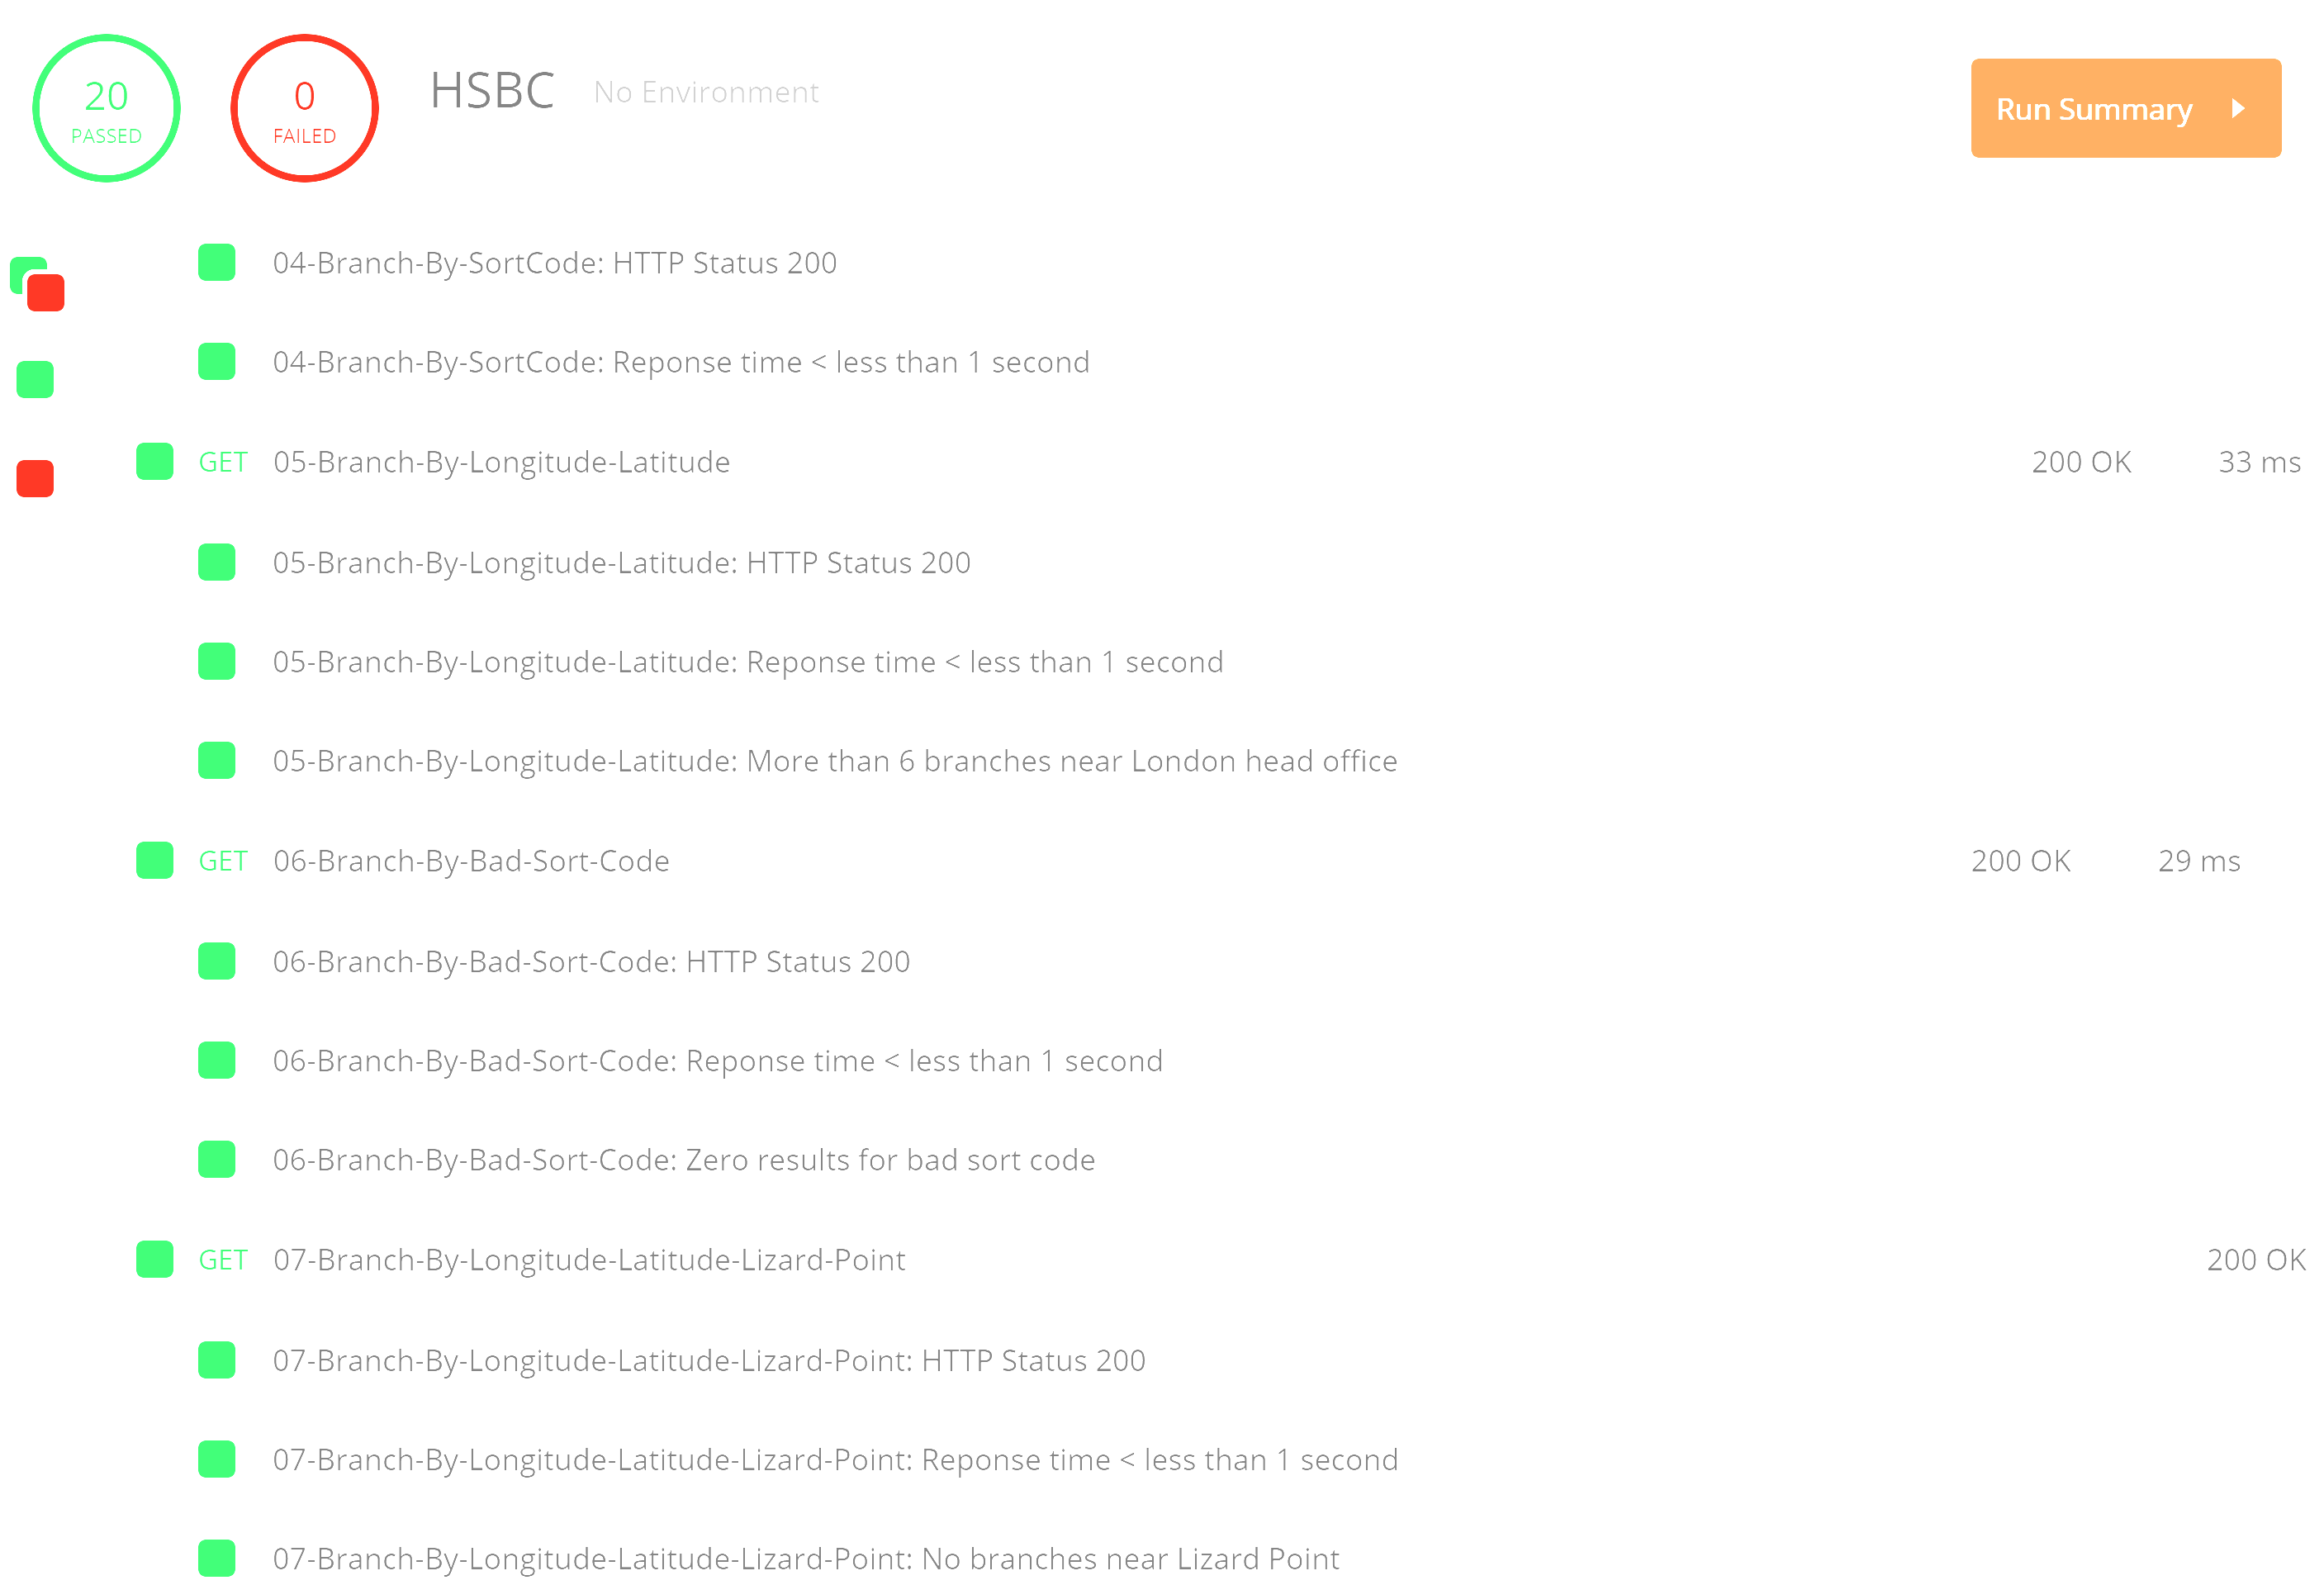 20
PASSED
0
FAILED
HSBC No Environment
Run Summary
04-Branch-By-SortCode: HTTP Status 200
04-Branch-By-SortCode: Reponse time < less than 1 second
GET 05-Branch-By-Longitude-Latitude 200 OK 33 ms
05-Branch-By-Longitude-Latitude: HTTP Status 200
05-Branch-By-Longitude-Latitude: Reponse time < less than 1 second
05-Branch-By-Longitude-Latitude: More than 6 branches near London head office
GET 06-Branch-By-Bad-Sort-Code 200 OK 29 ms
06-Branch-By-Bad-Sort-Code: HTTP Status 200
06-Branch-By-Bad-Sort-Code: Reponse time < less than 1 second
06-Branch-By-Bad-Sort-Code: Zero results for bad sort code
GET 07-Branch-By-Longitude-Latitude-Lizard-Point 200 OK
07-Branch-By-Longitude-Latitude-Lizard-Point: HTTP Status 200
07-Branch-By-Longitude-Latitude-Lizard-Point: Reponse time < less than 1 second
07-Branch-By-Longitude-Latitude-Lizard-Point: No branches near Lizard Point